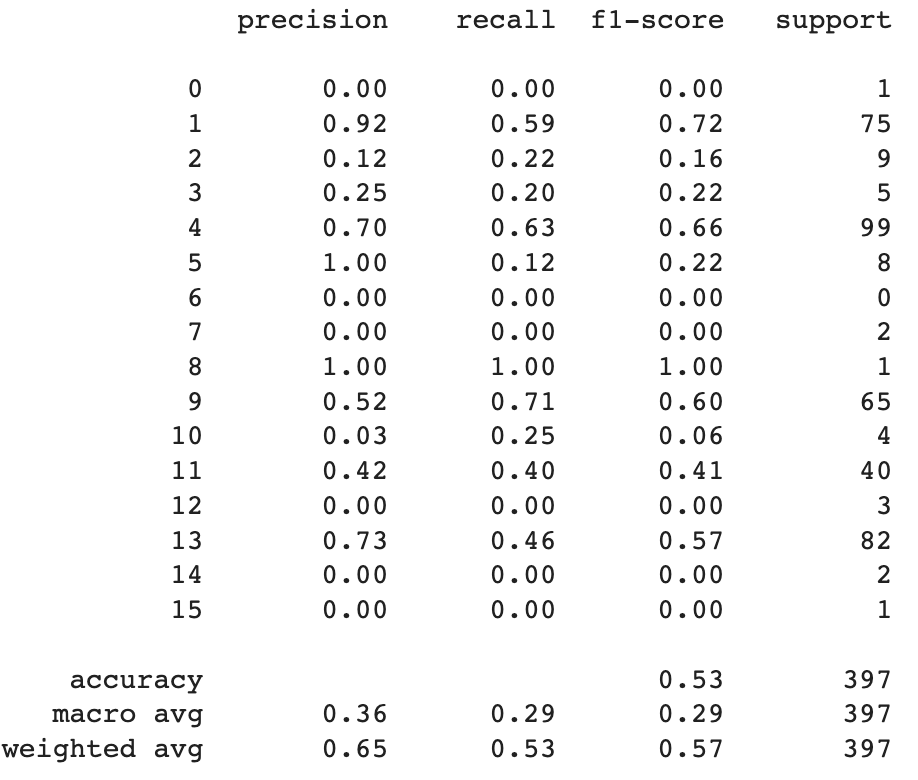 precision recall f1-score support
0 0.00 0.00 0.00 1
1 0.92 0.59 0.72 75
2 0.12 0.22 0.16 9
3 0.25 0.20 0.22 5
4 0.70 0.63 0.66 99
5 1.00 0.12 0.22 8
6 0.00 0.00 0.00 0
7 0.00 0.00 0.00 2
8 1.00 1.00 1.00 1
9 0.52 0.71 0.60 65
10 0.03 0.25 0.06 4
11 0.42 0.40 0.41 40
12 0.00 0.00 0.00 3
13 0.73 0.46 0.57 82
14 0.00 0.00 0.00 2
15 0.00 0.00 0.00 1
accuracy 0.53 397
macro avg 0.36 0.29 0.29 397
weighted avg 0.65 0.53 0.57 397